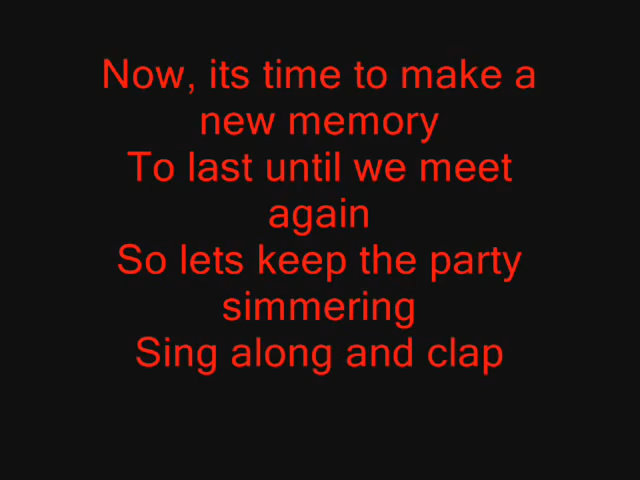 Now, its time to make a
new memory
To last until we meet
again
So lets keep the party
simmering
Sing along and clap